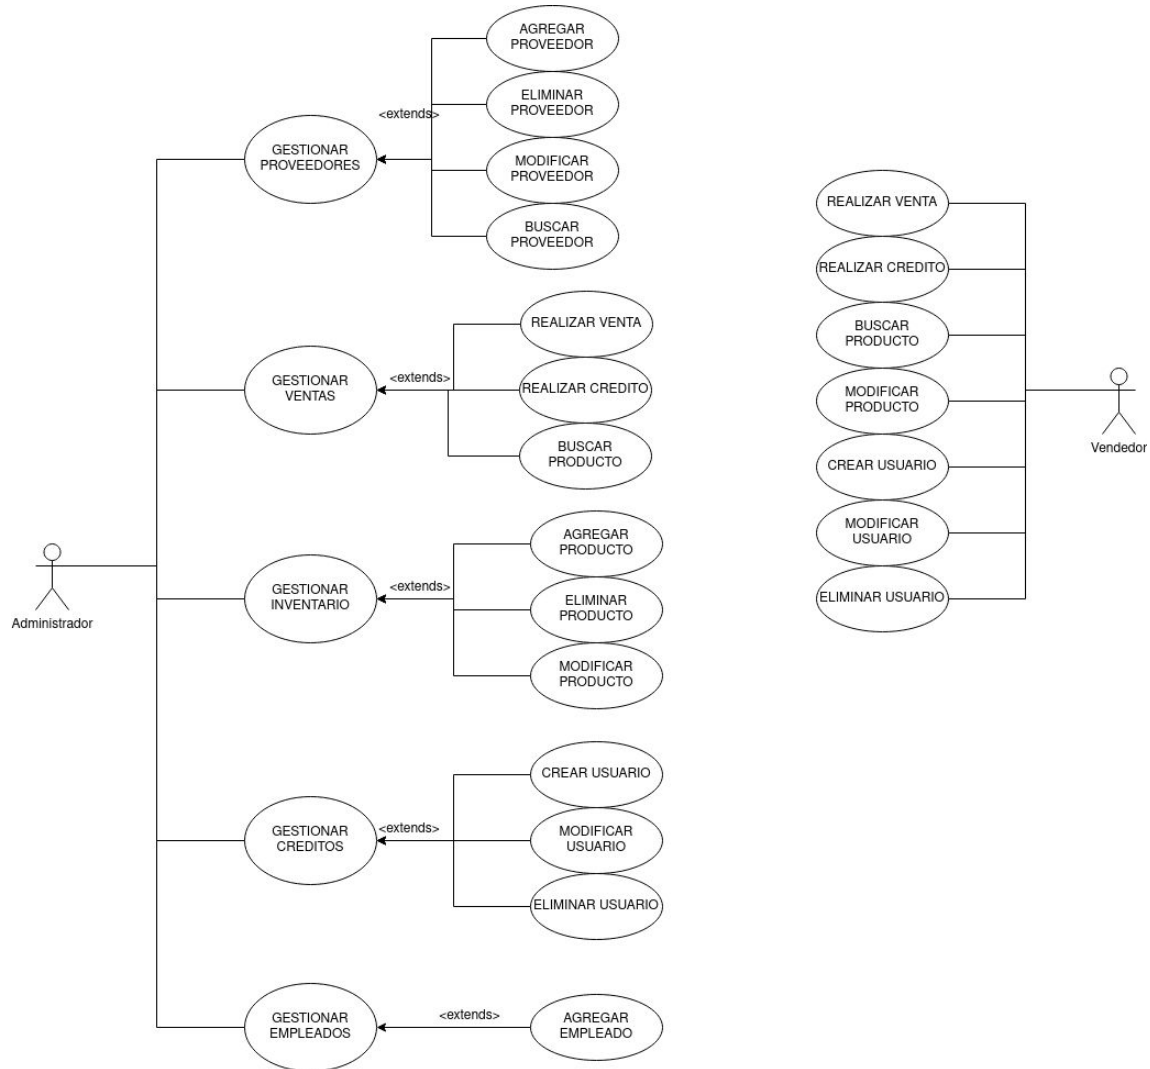 AGREGAR
PROVEEDOR
ELIMINAR
PROVEEDOR
<extends>
GESTIONAR
PROVEEDORES
MODIFICAR
PROVEEDOR
BUSCAR
PROVEEDOR
REALIZAR VENTA
<extends>
GESTIONAR
VENTAS
REALIZAR CREDITO
BUSCAR
PRODUCTO
AGREGAR
PRODUCTO
<extends>
GESTIONAR
INVENTARIO
ELIMINAR
PRODUCTO
MODIFICAR
PRODUCTO
Administrador
CREAR USUARIO
<extends>
GESTIONAR
CREDITOS
MODIFICAR
USUARIO
ELIMINAR USUARIO
<extends>
GESTIONAR
EMPLEADOS
AGREGAR
EMPLEADO
REALIZAR VENTA
REALIZAR CREDITO
BUSCAR
PRODUCTO
MODIFICAR
PRODUCTO
CREAR USUARIO
MODIFICAR
USUARIO
ELIMINAR USUARIO
Vendedor